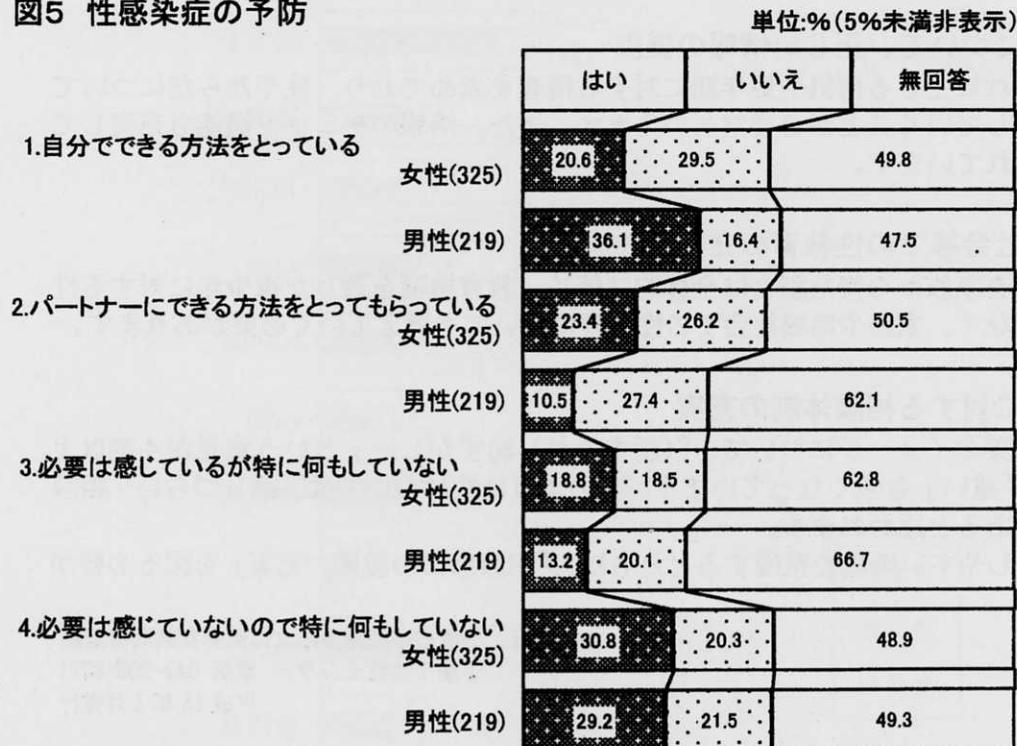 図5 性感染症の予防
単位:%(5%未満非表示)
はい いいえ 無回答
1.自分でできる方法をとっている
女性(325) 20.6 29.5 49.8
男性(219) 36.1 16.4 47.5
2.パートナーにできる方法をとってもらっている
女性(325) 23.4 26.2 50.5
男性(219) 10.5 27.4 62.1
3.必要は感じているが特に何もしていない
女性(325) 18.8 18.5 62.8
男性(219) 13.2 20.1 66.7
4.必要は感じていないので特に何もしていない
女性(325) 30.8 20.3 48.9
男性(219) 29.2 21.5 49.3